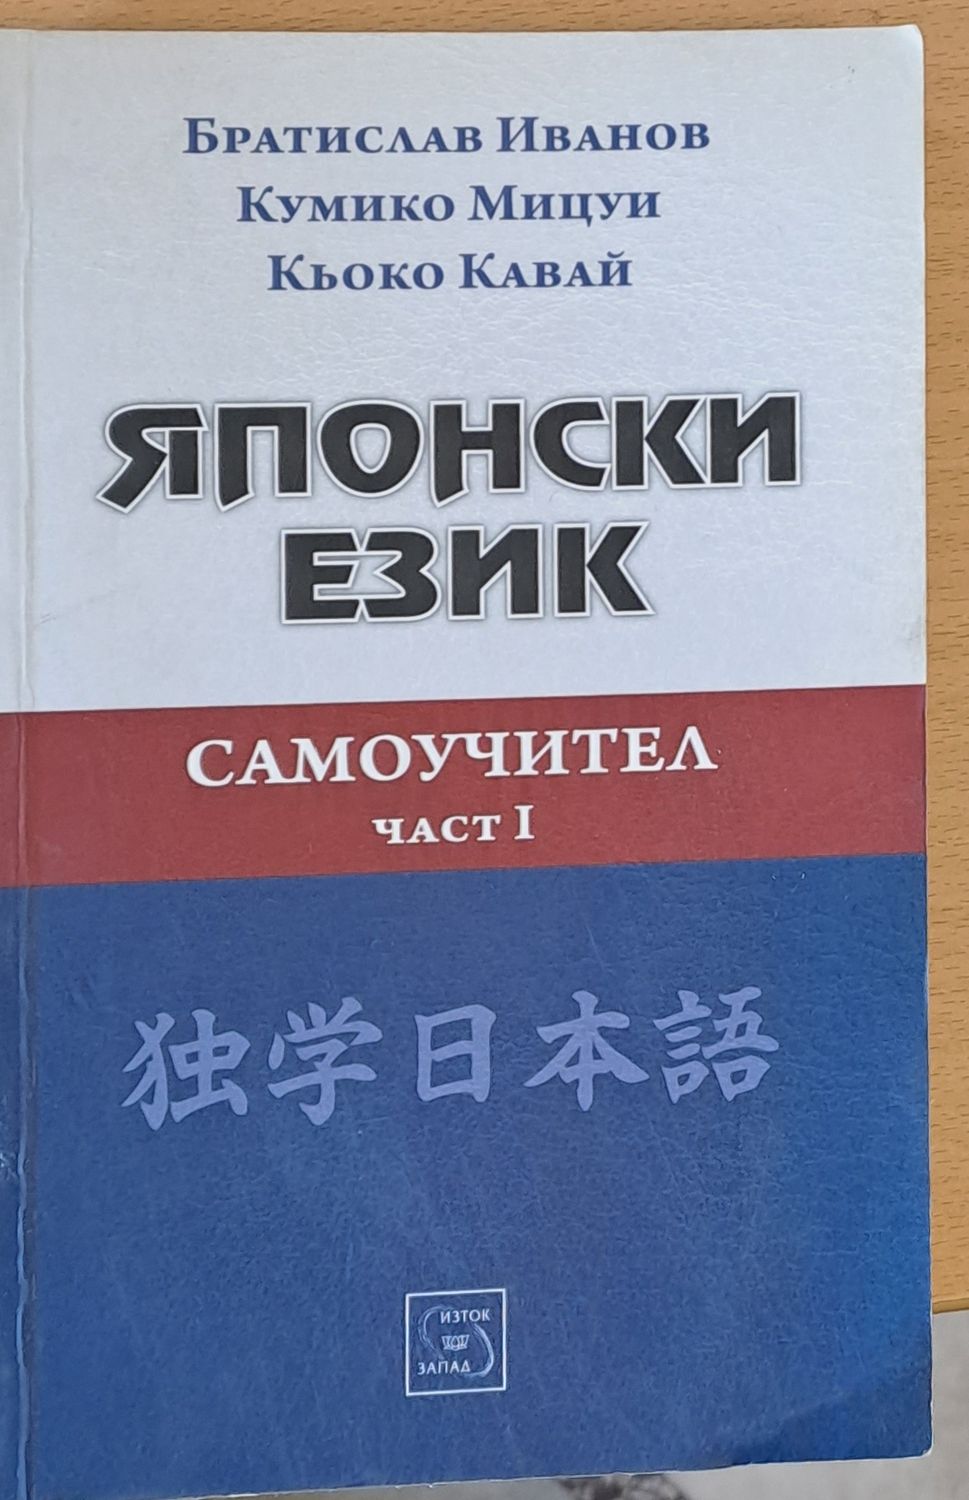 Братислав Иванов
Кумико Мицуи
Кьоко Кавай
ЯПОНСКИ
ЕЗИК
САМОУЧИТЕЛ
ЧАСТ I
独学日本語
ИЗТОК
ЗАПАД